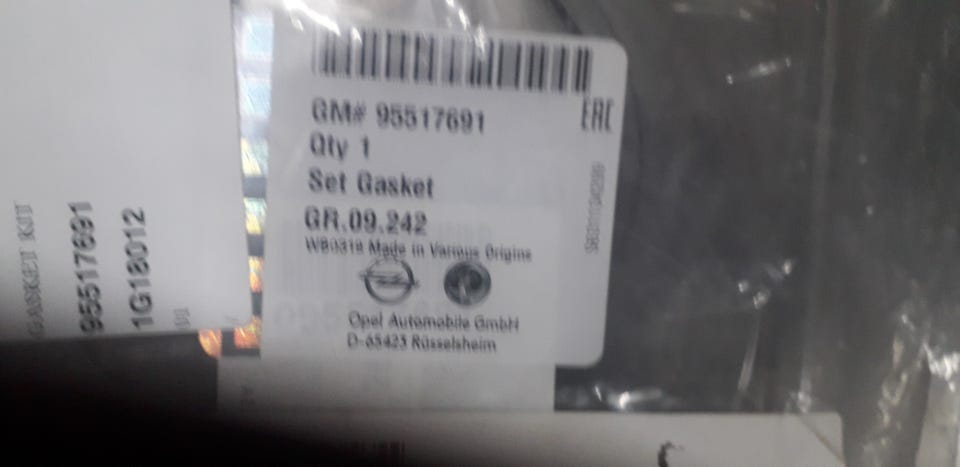 GM# 95517691
EAC
Qty 1
Set Gasket
GR.09.242
WB0319 Made in Various Origins
Opel Automobile GmbH
D-65423 Rüsselsheim
GASKET KIT
95517691
1G18012